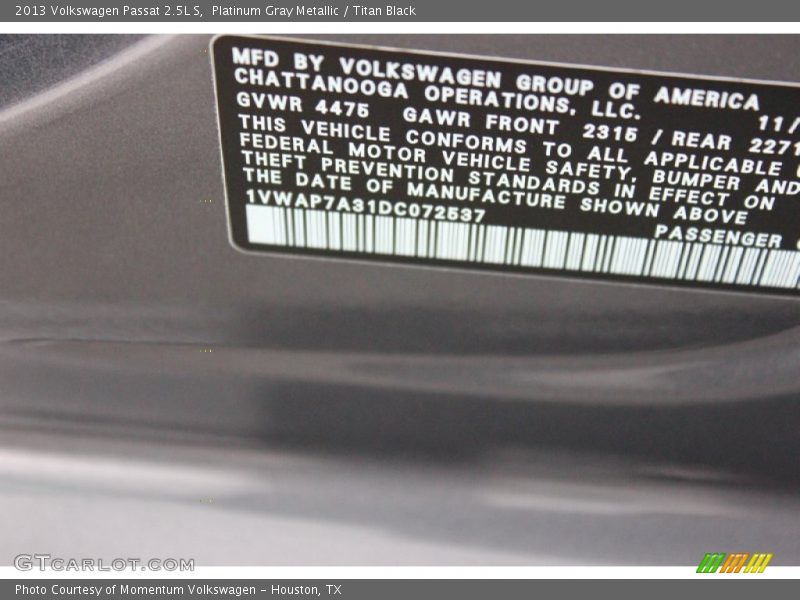 2013 Volkswagen Passat 2.5L S, Platinum Gray Metallic / Titan Black
MFD BY VOLKSWAGEN GROUP OF AMERICA
CHATTANOOGA OPERATIONS, LLC. 11/
GVWR 4475 GAWR FRONT 2315 / REAR 2271
THIS VEHICLE CONFORMS TO ALL APPLICABLE
FEDERAL MOTOR VEHICLE SAFETY, BUMPER AND
THEFT PREVENTION STANDARDS IN EFFECT ON
THE DATE OF MANUFACTURE SHOWN ABOVE
1VWAP7A31DC072537 PASSENGER
GTCARLOT.COM
Photo Courtesy of Momentum Volkswagen - Houston, TX